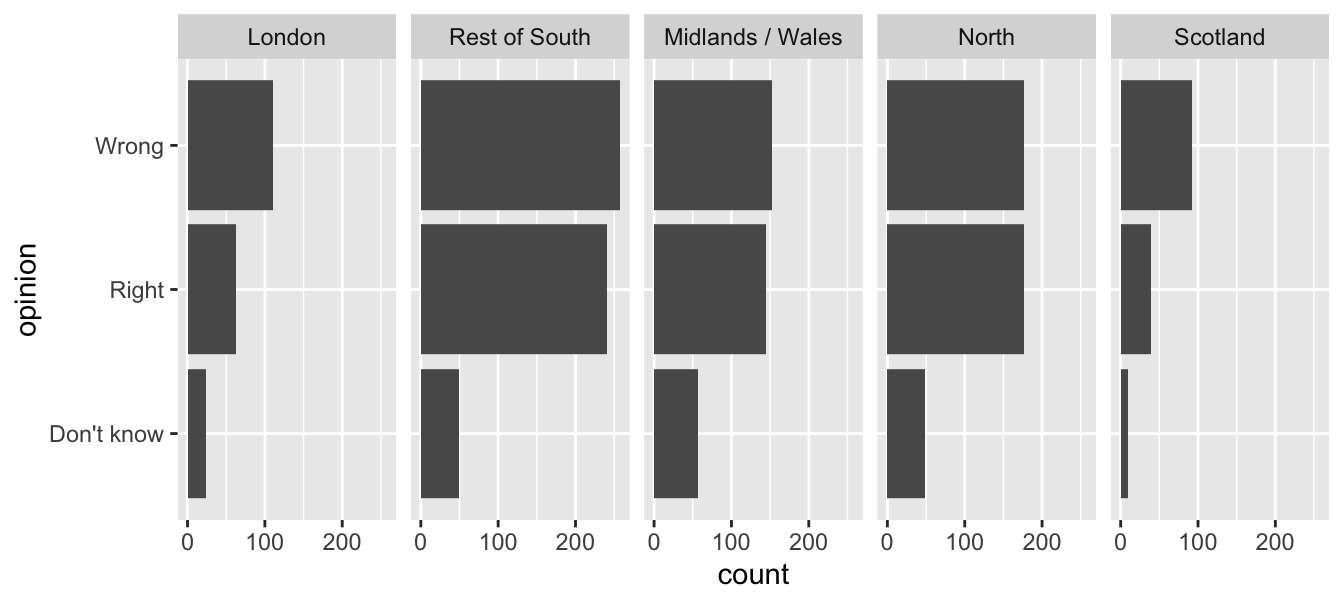 London Rest of South Midlands / Wales North Scotland
Wrong
Right
Don't know
opinion
0 100 200 0 100 200 0 100 200 0 100 200 0 100 200
count